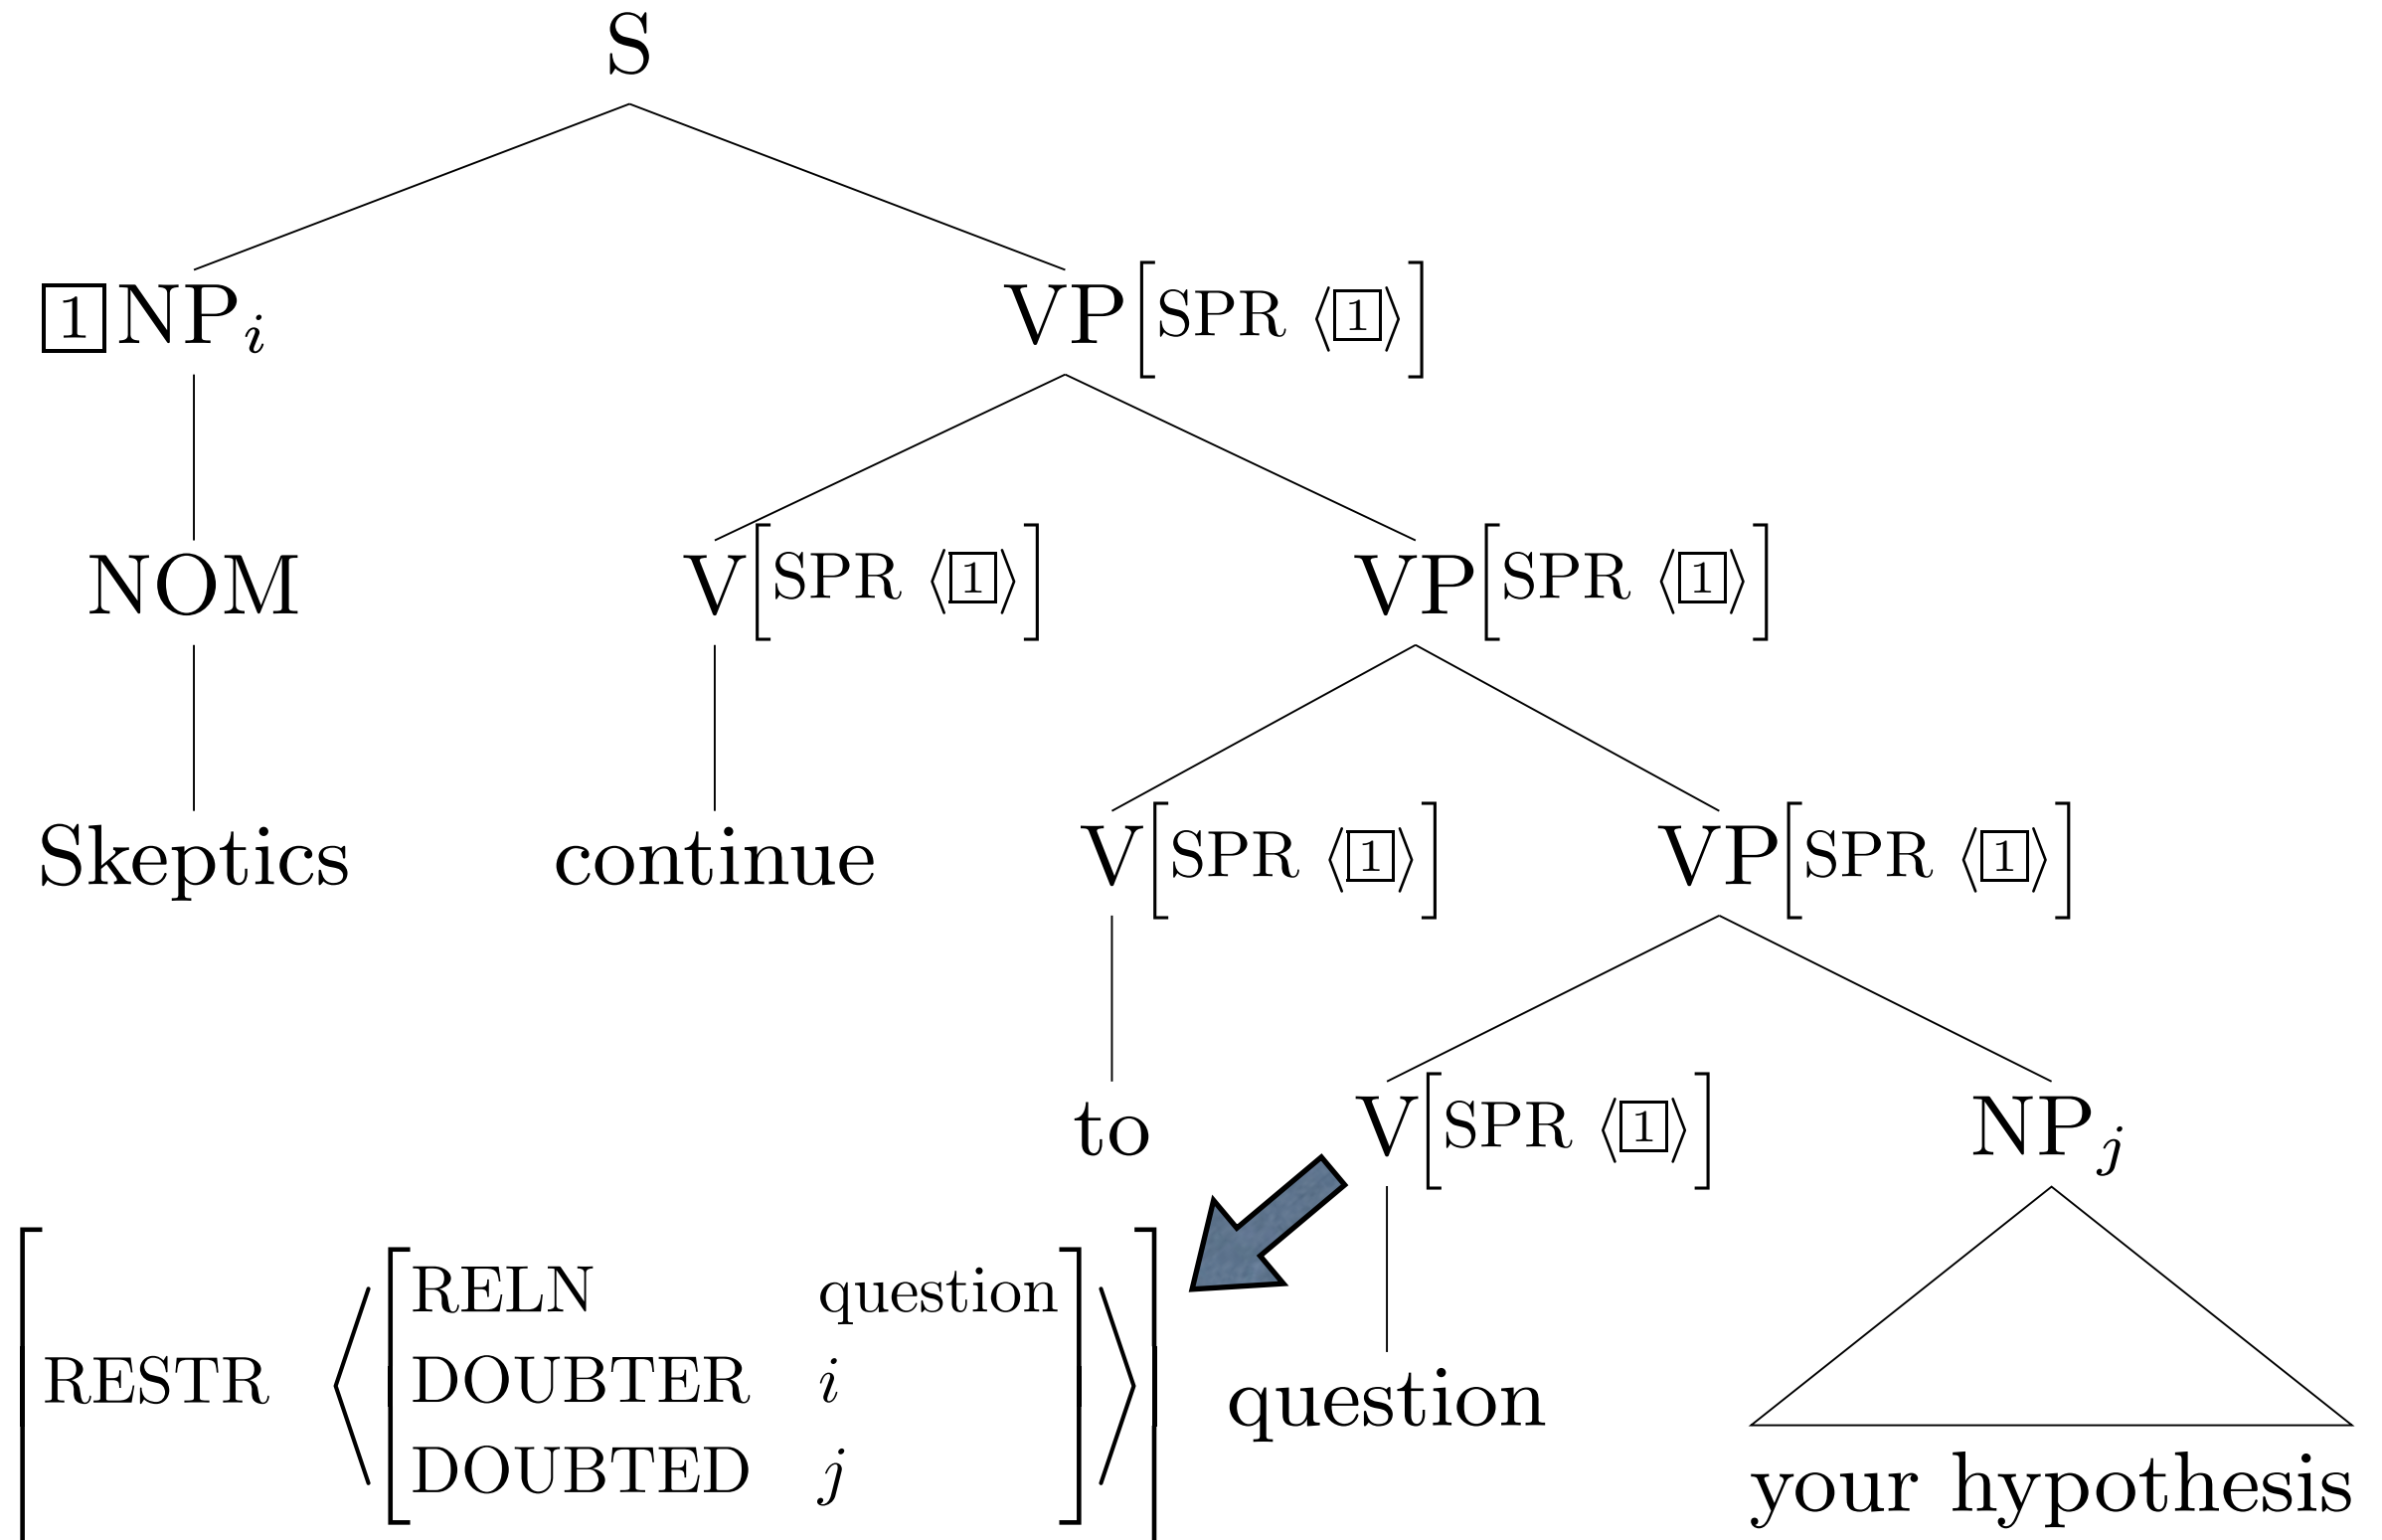 S
1 NP i
VP[SPR ⟨1⟩]
NOM
V[SPR ⟨1⟩]
VP[SPR ⟨1⟩]
Skeptics
continue
V[SPR ⟨1⟩]
VP[SPR ⟨1⟩]
to
V[SPR ⟨1⟩]
NP j
RESTR
RELN question
DOUBTER i
DOUBTED j
question
your hypothesis